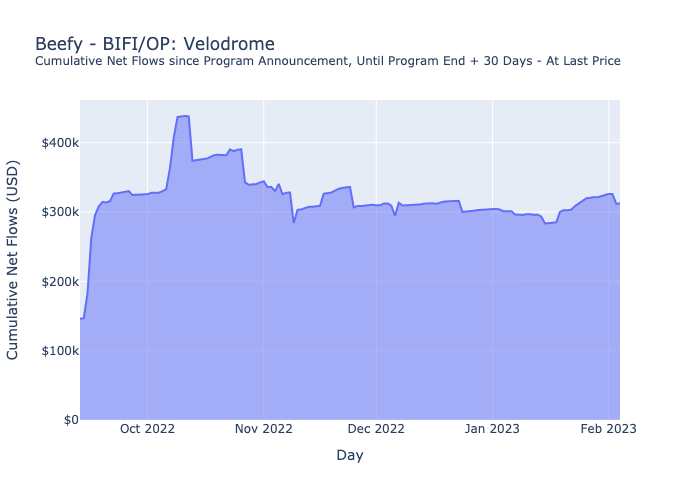 Beefy - BIFI/OP: Velodrome
Cumulative Net Flows since Program Announcement, Until Program End + 30 Days - At Last Price
Cumulative Net Flows (USD)
$400k
$300k
$200k
$100k
$0
Oct 2022 Nov 2022 Dec 2022 Jan 2023 Feb 2023
Day